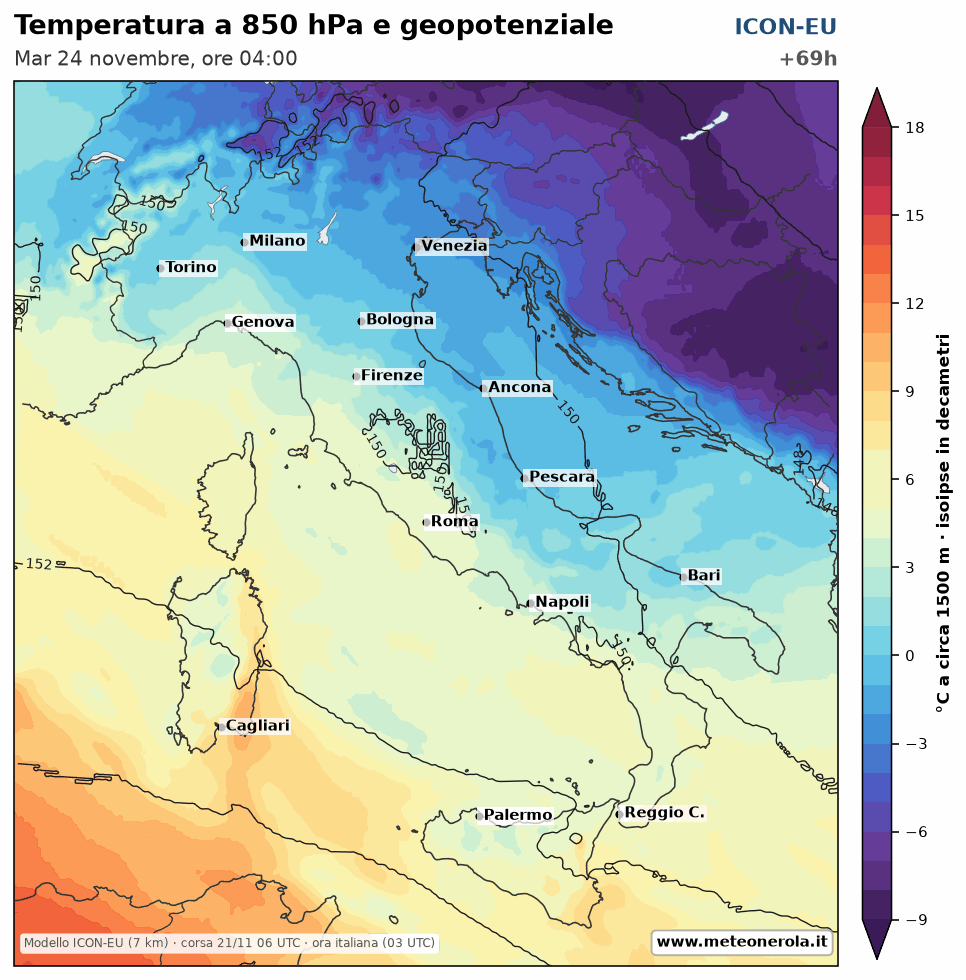 Temperatura a 850 hPa e geopotenziale
ICON-EU
Mar 24 novembre, ore 04:00
+69h
150
150
Milano
Venezia
Torino
150
Genova
Bologna
Firenze
Ancona
150
150
148
Pescara
150
Roma
152
Bari
Napoli
150
Cagliari
Palermo
Reggio C.
Modello ICON-EU (7 km) · corsa 21/11 06 UTC · ora italiana (03 UTC)
www.meteonerola.it
18
15
12
9
6
3
0
−3
−6
−9
°C a circa 1500 m · isoipse in decametri